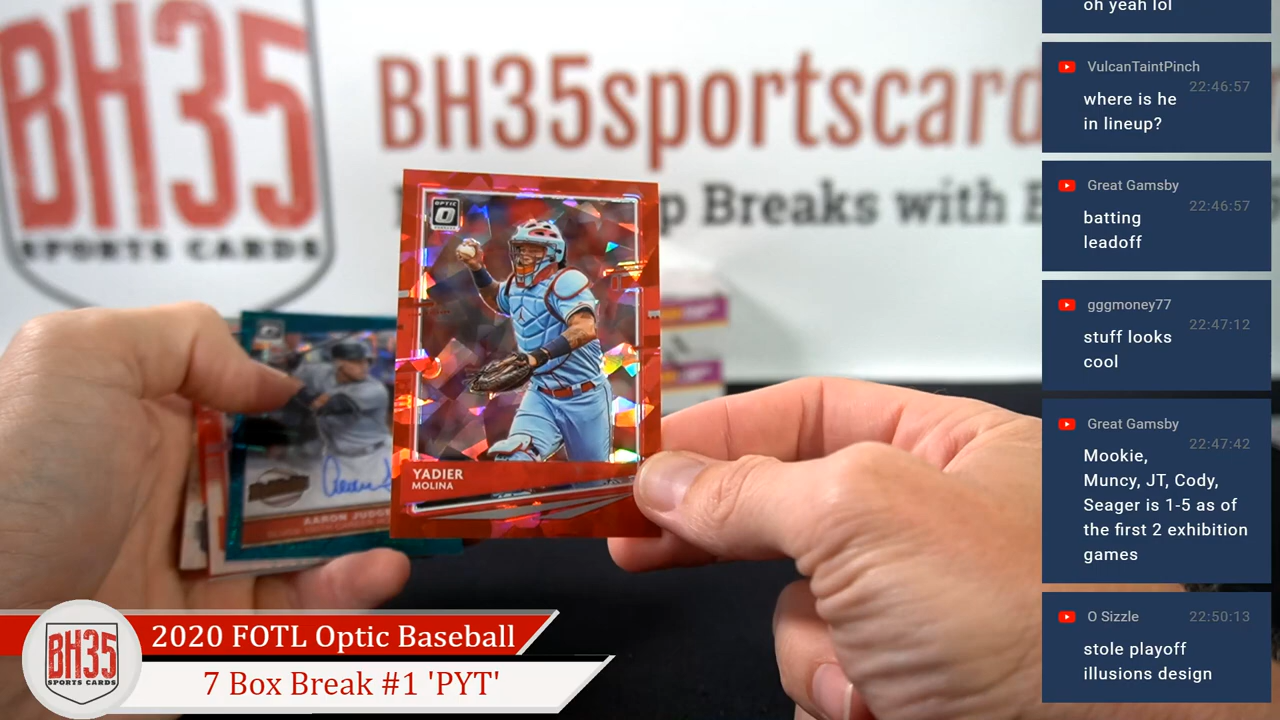 BH35
SPORTS CARDS
BH35sportscard
p Breaks with
OPTIC
YADIER
MOLINA
AARON JUDGE
2020 FOTL Optic Baseball
7 Box Break #1 'PYT'
BH35
SPORTS CARDS
oh yeah lol
VulcanTaintPinch
22:46:57
where is he
in lineup?
Great Gamsby
22:46:57
batting
leadoff
gggmoney77
22:47:12
stuff looks
cool
Great Gamsby
22:47:42
Mookie,
Muncy, JT, Cody,
Seager is 1-5 as of
the first 2 exhibition
games
O Sizzle
22:50:13
stole playoff
illusions design